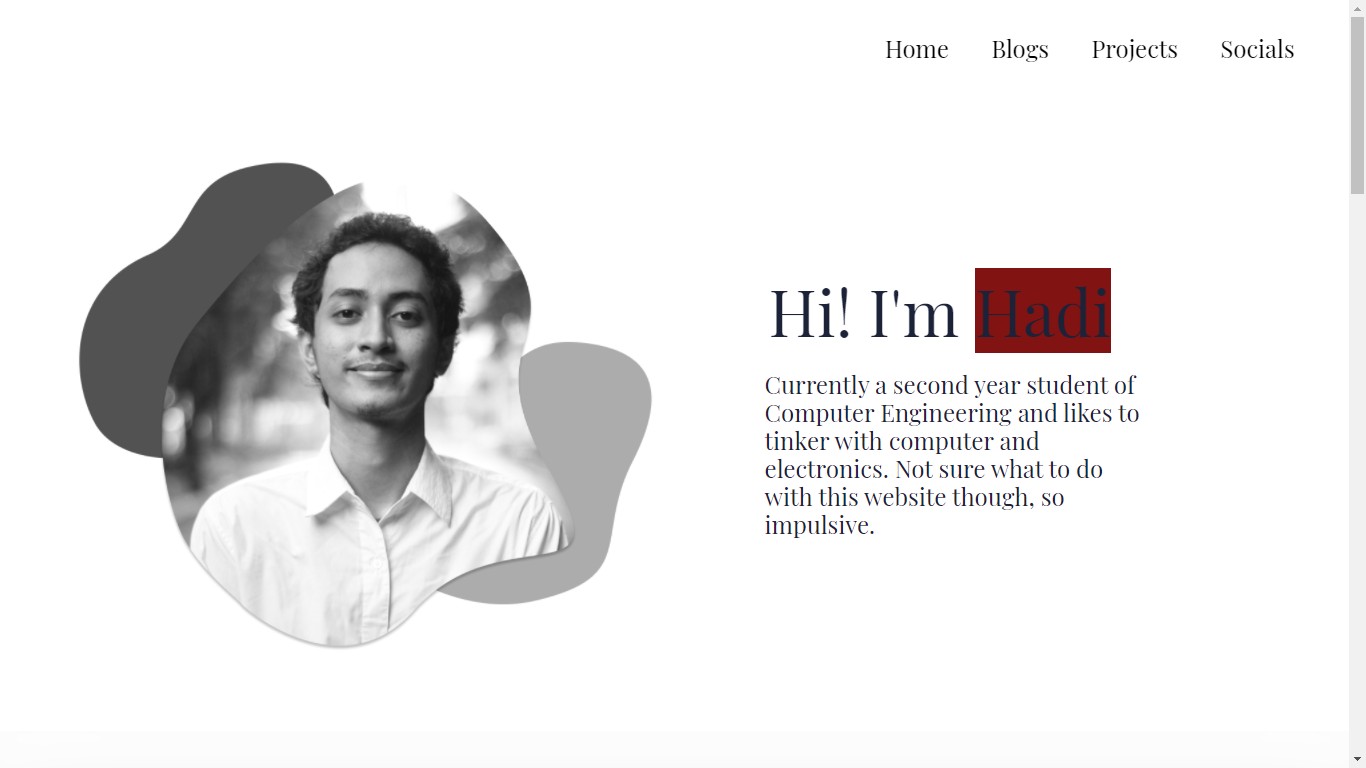 Home Blogs Projects Socials
Hi! I'm Hadi
Currently a second year student of
Computer Engineering and likes to
tinker with computer and
electronics. Not sure what to do
with this website though, so
impulsive.